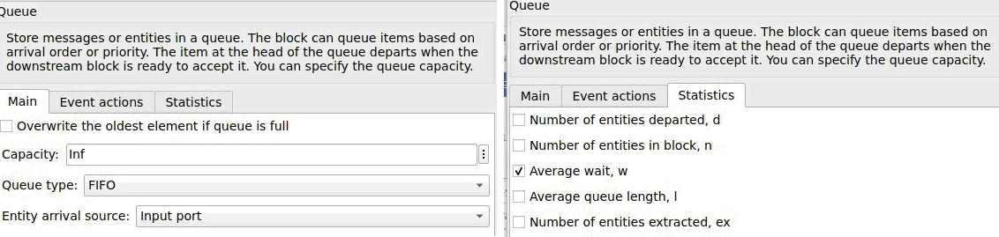 Queue
Store messages or entities in a queue. The block can queue items based on
arrival order or priority. The item at the head of the queue departs when the
downstream block is ready to accept it. You can specify the queue capacity.
Main Event actions Statistics
Overwrite the oldest element if queue is full
Capacity: Inf
Queue type: FIFO
Entity arrival source: Input port
Queue
Store messages or entities in a queue. The block can queue items based on
arrival order or priority. The item at the head of the queue departs when the
downstream block is ready to accept it. You can specify the queue capacity.
Main Event actions Statistics
Number of entities departed, d
Number of entities in block, n
Average wait, w
Average queue length, l
Number of entities extracted, ex